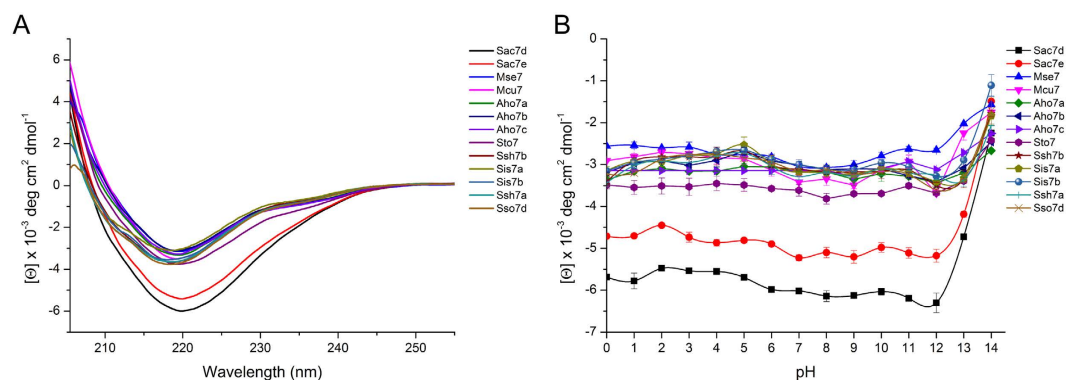 A
B
[Θ] x 10⁻³ deg cm² dmol⁻¹
6
4
2
0
-2
-4
-6
210 220 230 240 250
Wavelength (nm)
Sac7d
Sac7e
Mse7
Mcu7
Aho7a
Aho7b
Aho7c
Sto7
Ssh7b
Sis7a
Sis7b
Ssh7a
Sso7d
[Θ] x 10⁻³ deg cm² dmol⁻¹
0
-1
-2
-3
-4
-5
-6
-7
0 1 2 3 4 5 6 7 8 9 10 11 12 13 14
pH
Sac7d
Sac7e
Mse7
Mcu7
Aho7a
Aho7b
Aho7c
Sto7
Ssh7b
Sis7a
Sis7b
Ssh7a
Sso7d